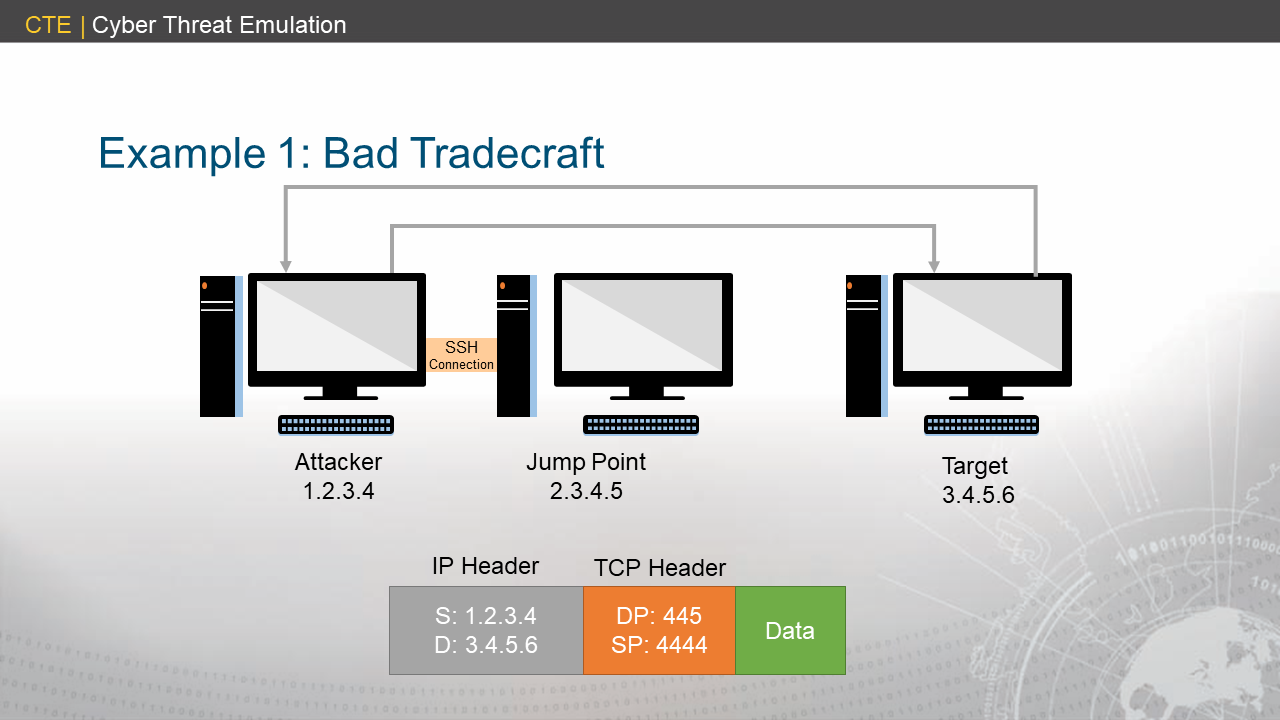 CTE | Cyber Threat Emulation
Example 1: Bad Tradecraft
SSH
Connection
Attacker
1.2.3.4
Jump Point
2.3.4.5
Target
3.4.5.6
IP Header
TCP Header
S: 1.2.3.4
D: 3.4.5.6
DP: 445
SP: 4444
Data